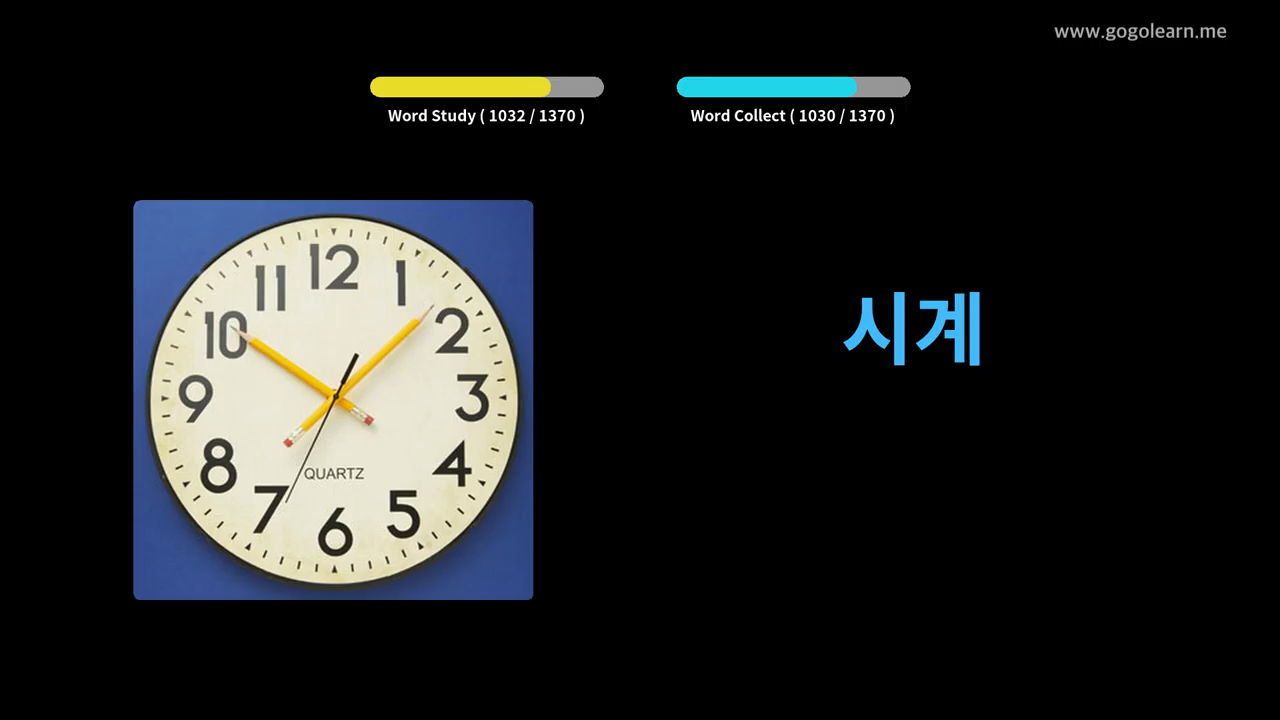 www.gogolearn.me
Word Study ( 1032 / 1370 )
Word Collect ( 1030 / 1370 )
12
11
1
10
2
9
3
8
4
7
5
6
QUARTZ
시계